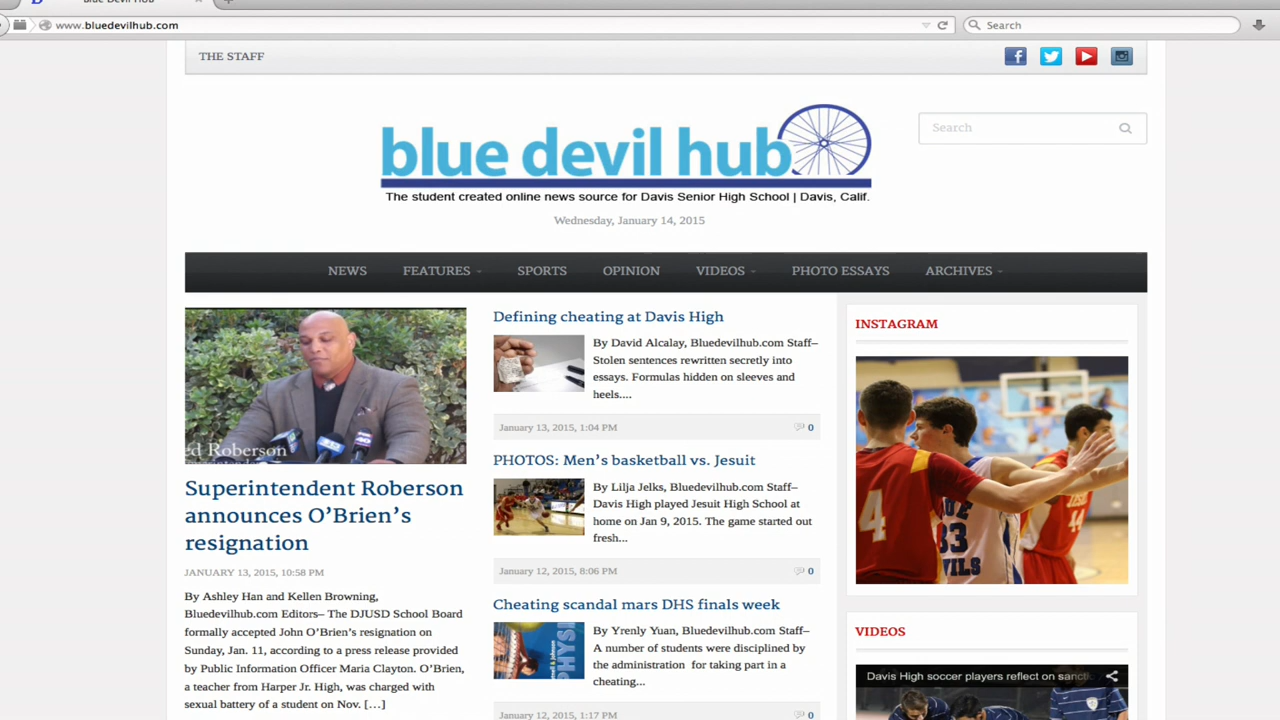 blue Devil Hub
www.bluedevilhub.com
Search
THE STAFF
blue devil hub
Search
The student created online news source for Davis Senior High School | Davis, Calif.
Wednesday, January 14, 2015
NEWS FEATURES SPORTS OPINION VIDEOS PHOTO ESSAYS ARCHIVES
ed Roberson
Superintendent Roberson
announces O’Brien’s
resignation
JANUARY 13, 2015, 10:58 PM
By Ashley Han and Kellen Browning,
Bluedevilhub.com Editors– The DJUSD School Board
formally accepted John O’Brien’s resignation on
Sunday, Jan. 11, according to a press release provided
by Public Information Officer Maria Clayton. O’Brien,
a teacher from Harper Jr. High, was charged with
sexual battery of a student on Nov. […]
Defining cheating at Davis High
By David Alcalay, Bluedevilhub.com Staff–
Stolen sentences rewritten secretly into
essays. Formulas hidden on sleeves and
heels....
January 13, 2015, 1:04 PM 0
PHOTOS: Men’s basketball vs. Jesuit
By Lilja Jelks, Bluedevilhub.com Staff–
Davis High played Jesuit High School at
home on Jan 9, 2015. The game started out
fresh...
January 12, 2015, 8:06 PM 0
Cheating scandal mars DHS finals week
PHYSI
By Yrenly Yuan, Bluedevilhub.com Staff–
A number of students were disciplined by
the administration for taking part in a
cheating...
January 12, 2015, 1:17 PM 0
INSTAGRAM
4
33
VILS
44
VIDEOS
Davis High soccer players reflect on sancti